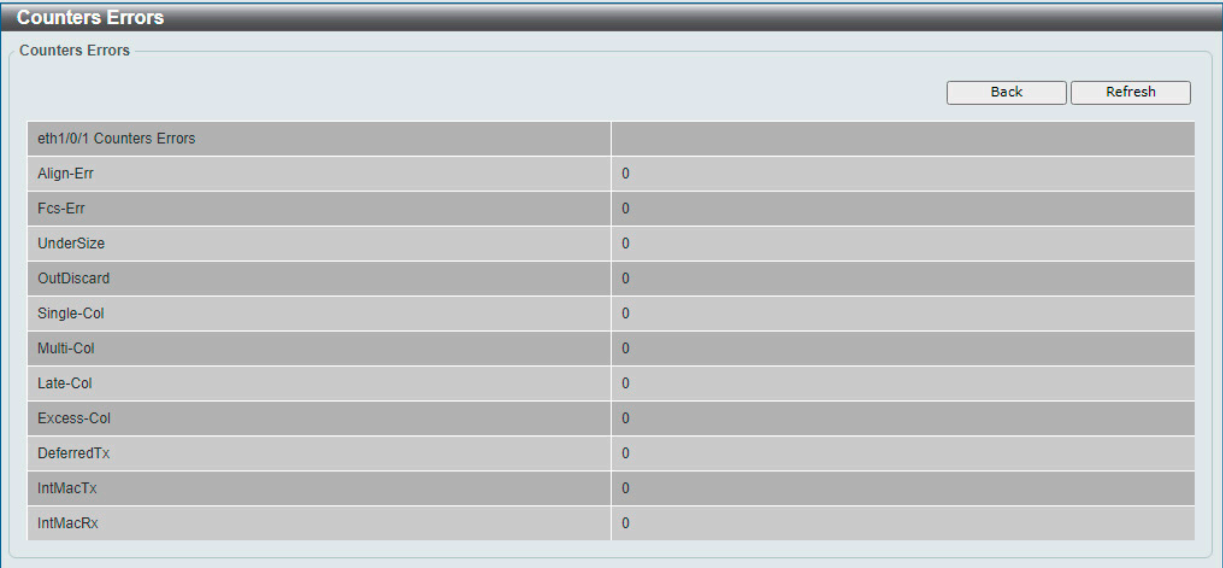 Counters Errors
Counters Errors
Back Refresh
eth1/0/1 Counters Errors
Align-Err 0
Fcs-Err 0
UnderSize 0
OutDiscard 0
Single-Col 0
Multi-Col 0
Late-Col 0
Excess-Col 0
DeferredTx 0
IntMacTx 0
IntMacRx 0